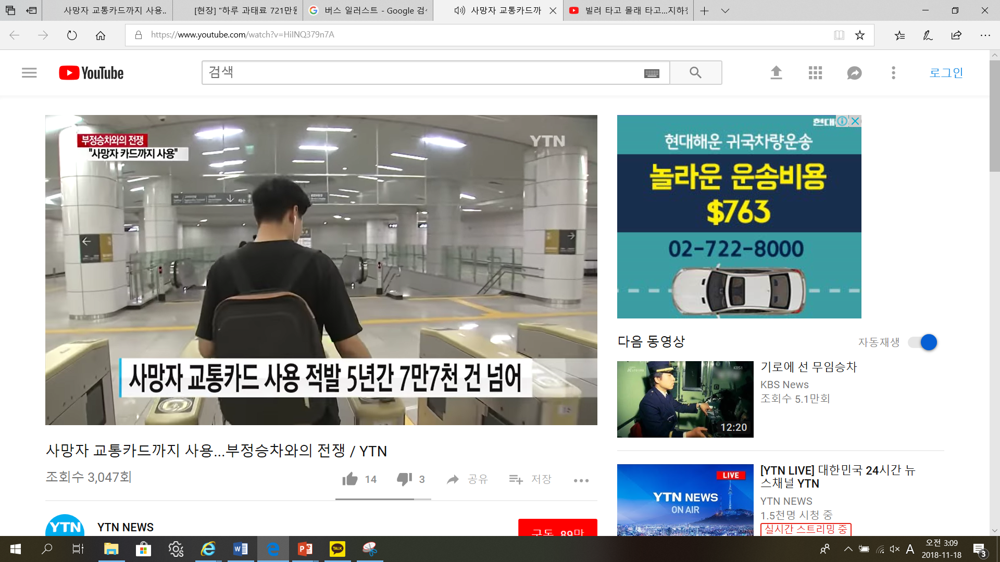 사망자 교통카드까지 사용..
[현장] "하루 과태료 721만원
버스 일러스트 - Google 검색
사망자 교통카드까
빌려 타고 몰래 타고...지하철
https://www.youtube.com/watch?v=HiINQ379n7A
YouTube
검색
로그인
부정승차와의 전쟁
"사망자 카드까지 사용"
YTN
사망자 교통카드 사용 적발 5년간 7만7천 건 넘어
현대
현대해운 귀국차량운송
놀라운 운송비용
$763
02-722-8000
다음 동영상
자동재생
KBS1
12:20
기로에 선 무임승차
KBS News
조회수 5.1만회
사망자 교통카드까지 사용...부정승차와의 전쟁 / YTN
조회수 3,047회
14
3
공유
저장
LIVE
YTN NEWS
ON AIR
[YTN LIVE] 대한민국 24시간 뉴
스채널 YTN
YTN NEWS
1.5천명 시청 중
실시간 스트리밍 중
YTN
YTN NEWS
구독 89만
TALK
A
오전 3:09
2018-11-18
3